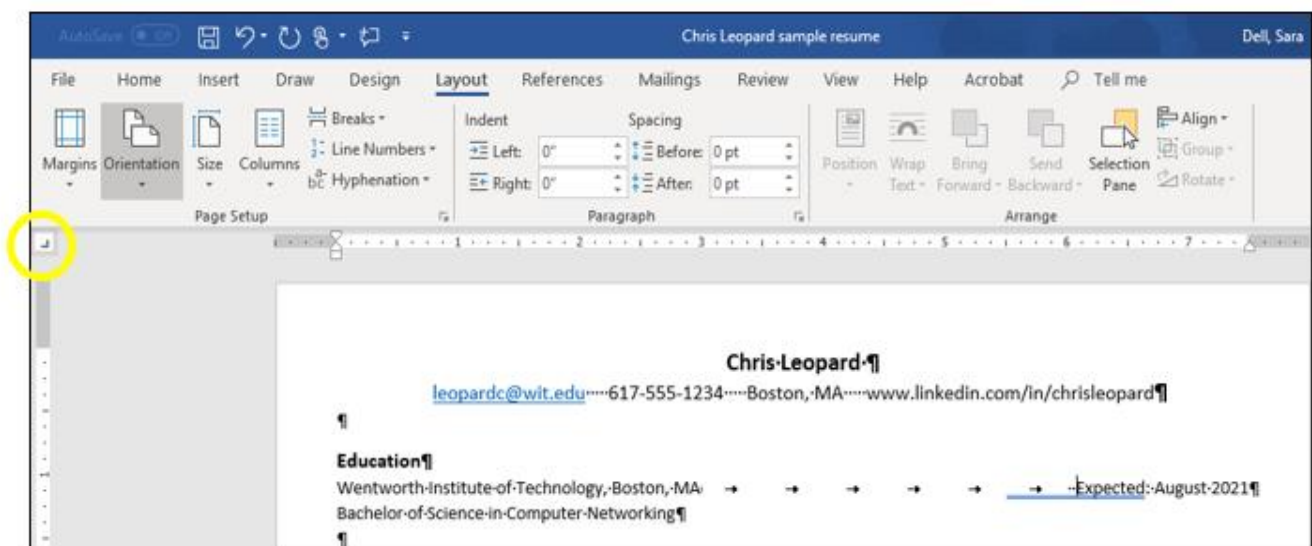 AutoSave Off Chris Leopard sample resume Dell, Sara
File Home Insert Draw Design Layout References Mailings Review View Help Acrobat Tell me
Breaks Indent Spacing Align
Line Numbers Left: 0" Before: 0 pt Group
Margins Orientation Size Columns Position Wrap Text Bring Forward Send Backward Selection Pane
bc Hyphenation Right: 0" After: 0 pt Rotate
Page Setup Paragraph Arrange
1 2 3 4 5 6 7
Chris·Leopard·¶
leopardc@wit.edu·····617-555-1234·····Boston,·MA·····www.linkedin.com/in/chrisleopard¶
¶
Education¶
Wentworth·Institute·of·Technology,·Boston,·MA· → → → → → → ··Expected:·August·2021¶
1
Bachelor·of·Science·in·Computer·Networking¶
¶